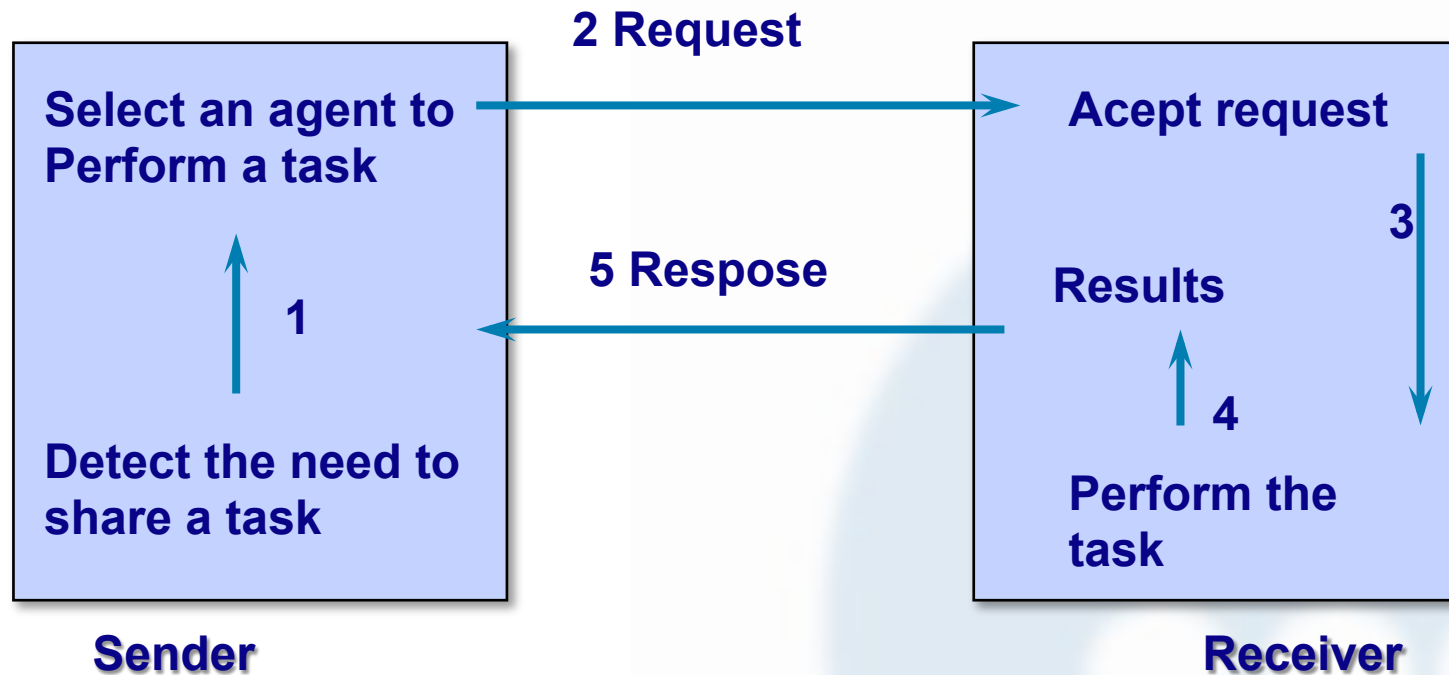 2 Request
Select an agent to
Perform a task
Acept request
3
5 Respose
1
Results
4
Detect the need to
share a task
Perform the
task
Sender
Receiver